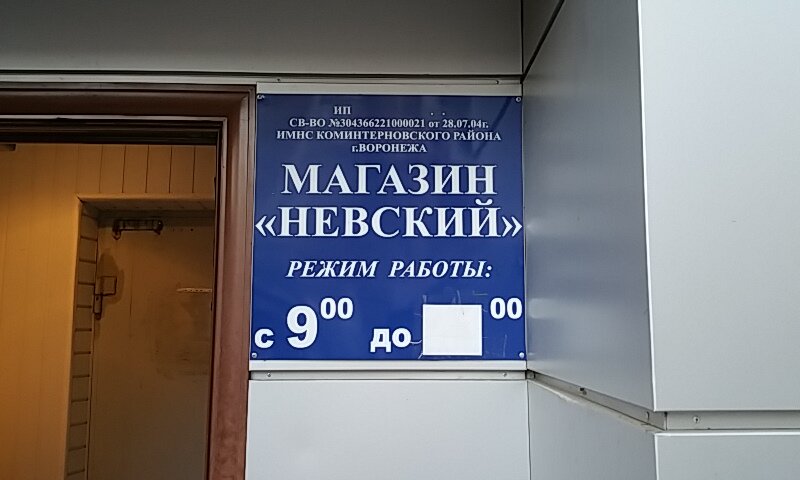 ИП
СВ-ВО №304366221000021 от 28.07.04г.
ИМНС КОМИНТЕРНОВСКОГО РАЙОНА
г.ВОРОНЕЖА
МАГАЗИН
«НЕВСКИЙ»
РЕЖИМ РАБОТЫ:
с 9 00 до 00